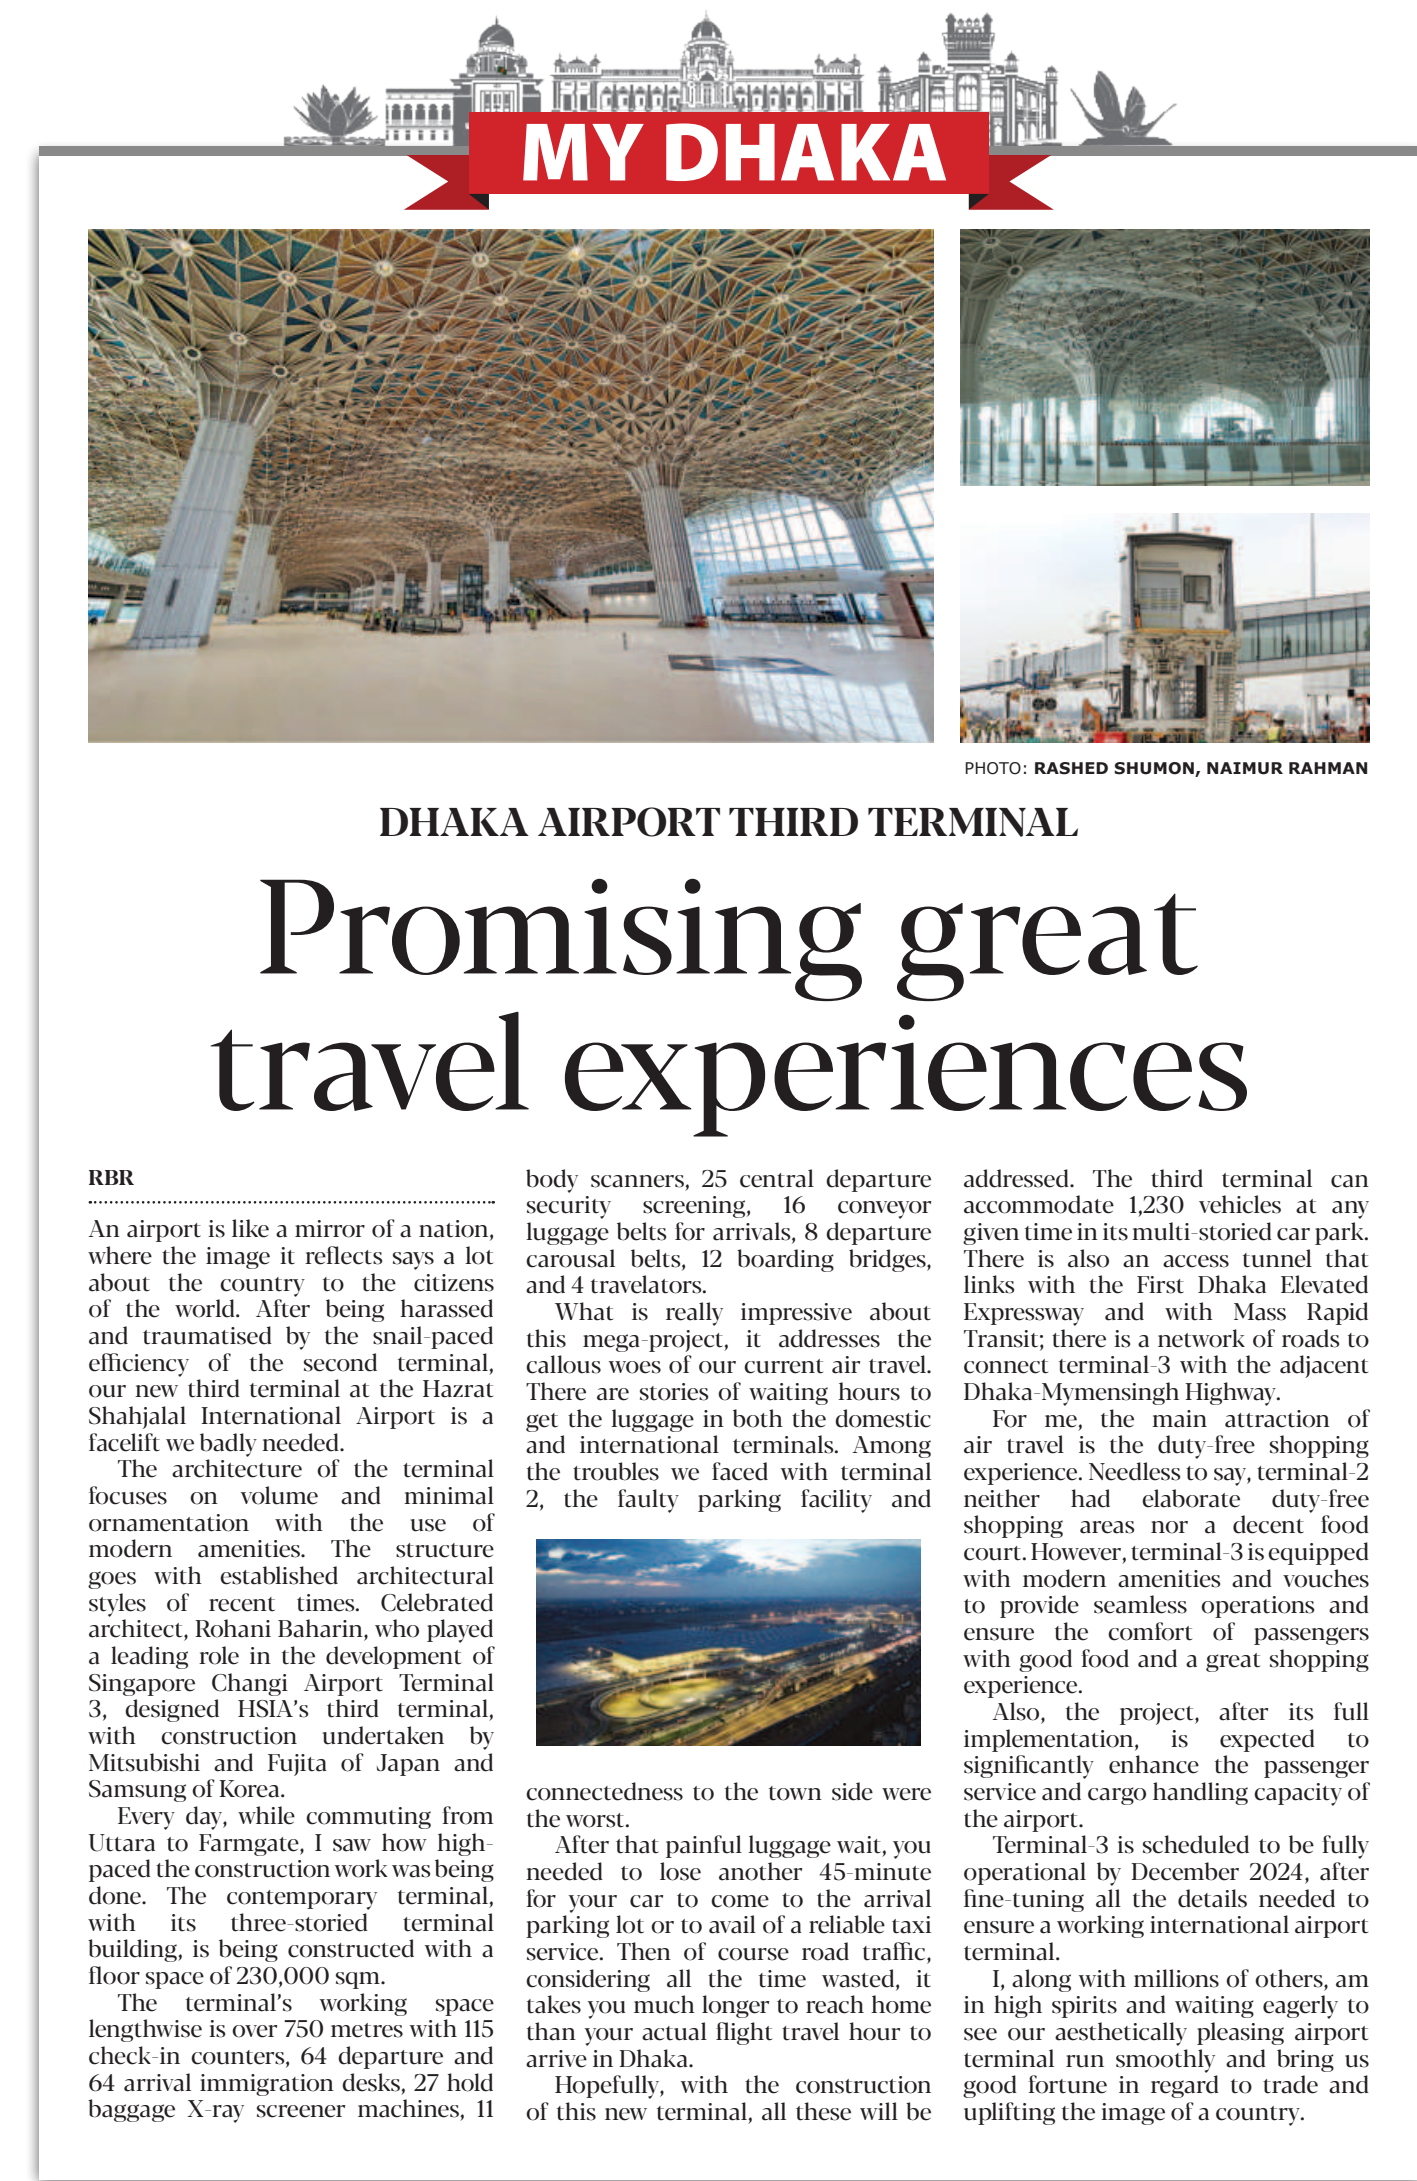 MY DHAKA
PHOTO: RASHED SHUMON, NAIMUR RAHMAN
DHAKA AIRPORT THIRD TERMINAL
Promising great
travel experiences
RBR
An airport is like a mirror of a nation,
where the image it reflects says a lot
about the country to the citizens
of the world. After being harassed
and traumatised by the snail-paced
efficiency of the second terminal,
our new third terminal at the Hazrat
Shahjalal International Airport is a
facelift we badly needed.
The architecture of the terminal
focuses on volume and minimal
ornamentation with the use of
modern amenities. The structure
goes with established architectural
styles of recent times. Celebrated
architect, Rohani Baharin, who played
a leading role in the development of
Singapore Changi Airport Terminal
3, designed HSIA's third terminal,
with construction undertaken by
Mitsubishi and Fujita of Japan and
Samsung of Korea.
Every day, while commuting from
Uttara to Farmgate, I saw how high-
paced the construction work was being
done. The contemporary terminal,
with its three-storied terminal
building, is being constructed with a
floor space of 230,000 sqm.
The terminal's working space
lengthwise is over 750 metres with 115
check-in counters, 64 departure and
64 arrival immigration desks, 27 hold
baggage X-ray screener machines, 11
body scanners, 25 central departure
security screening, 16 conveyor
luggage belts for arrivals, 8 departure
carousal belts, 12 boarding bridges,
and 4 travelators.
What is really impressive about
this mega-project, it addresses the
callous woes of our current air travel.
There are stories of waiting hours to
get the luggage in both the domestic
and international terminals. Among
the troubles we faced with terminal
2, the faulty parking facility and
connectedness to the town side were
the worst.
After that painful luggage wait, you
needed to lose another 45-minute
for your car to come to the arrival
parking lot or to avail of a reliable taxi
service. Then of course road traffic,
considering all the time wasted, it
takes you much longer to reach home
than your actual flight travel hour to
arrive in Dhaka.
Hopefully, with the construction
of this new terminal, all these will be
addressed. The third terminal can
accommodate 1,230 vehicles at any
given time in its multi-storied car park.
There is also an access tunnel that
links with the First Dhaka Elevated
Expressway and with Mass Rapid
Transit; there is a network of roads to
connect terminal-3 with the adjacent
Dhaka-Mymensingh Highway.
For me, the main attraction of
air travel is the duty-free shopping
experience. Needless to say, terminal-2
neither had elaborate duty-free
shopping areas nor a decent food
court. However, terminal-3 is equipped
with modern amenities and vouches
to provide seamless operations and
ensure the comfort of passengers
with good food and a great shopping
experience.
Also, the project, after its full
implementation, is expected to
significantly enhance the passenger
service and cargo handling capacity of
the airport.
Terminal-3 is scheduled to be fully
operational by December 2024, after
fine-tuning all the details needed to
ensure a working international airport
terminal.
I, along with millions of others, am
in high spirits and waiting eagerly to
see our aesthetically pleasing airport
terminal run smoothly and bring us
good fortune in regard to trade and
uplifting the image of a country.